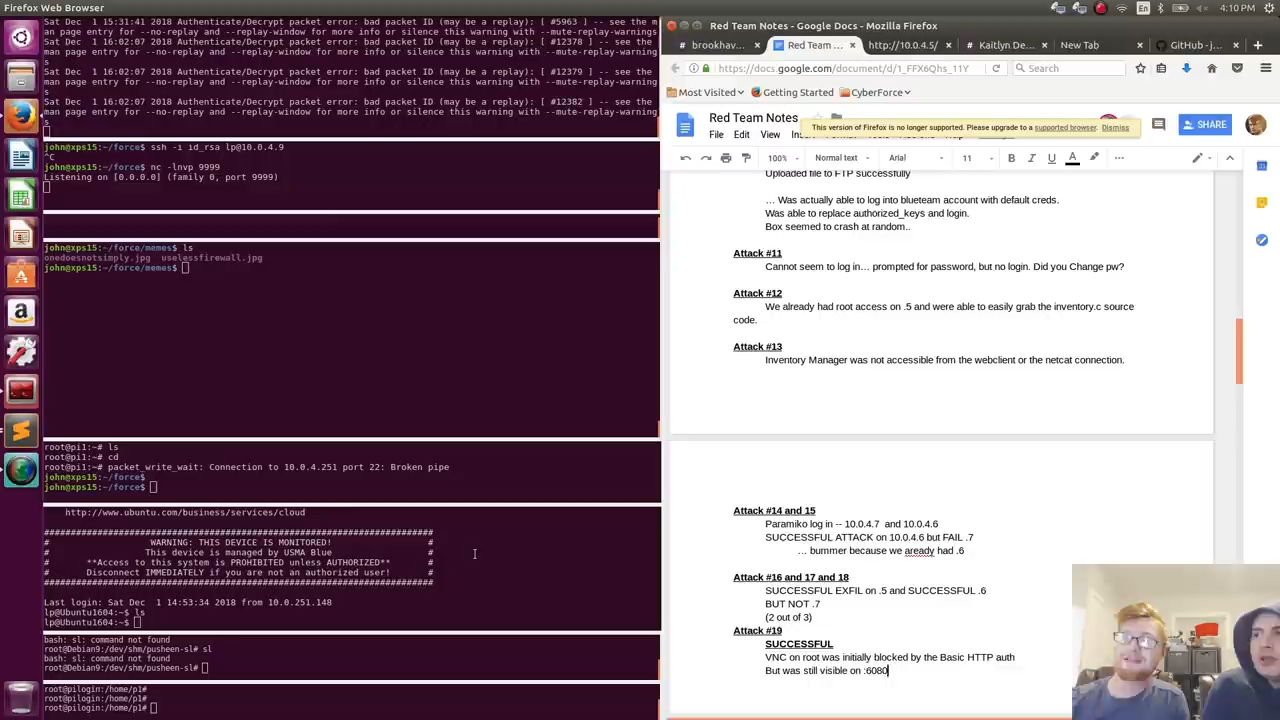 Sat Dec  1 15:31:41 2018 Authenticate/Decrypt packet error: bad packet ID (may be a replay): [ #5963 ] -- see the m
an page entry for --no-replay and --replay-window for more info or silence this warning with --mute-replay-warnings
s
Sat Dec  1 16:02:07 2018 Authenticate/Decrypt packet error: bad packet ID (may be a replay): [ #12378 ] -- see the
man page entry for --no-replay and --replay-window for more info or silence this warning with --mute-replay-warning
s
Sat Dec  1 16:02:07 2018 Authenticate/Decrypt packet error: bad packet ID (may be a replay): [ #12379 ] -- see the
man page entry for --no-replay and --replay-window for more info or silence this warning with --mute-replay-warning
s
Sat Dec  1 16:02:07 2018 Authenticate/Decrypt packet error: bad packet ID (may be a replay): [ #12382 ] -- see the
man page entry for --no-replay and --replay-window for more info or silence this warning with --mute-replay-warning
s
john@xps15:~/force$ ssh -i id_rsa lp@10.0.4.9
^C
john@xps15:~/force$ nc -lnvp 9999
Listening on [0.0.0.0] (family 0, port 9999)
john@xps15:~/force/memes$ ls
onedoesnotsimply.jpg  uselessfirewall.jpg
john@xps15:~/force/memes$
root@pi1:~# ls
root@pi1:~# cd
root@pi1:~# packet_write_wait: Connection to 10.0.4.251 port 22: Broken pipe
john@xps15:~/force$
john@xps15:~/force$
http://www.ubuntu.com/business/services/cloud
########################################################################
# WARNING: THIS DEVICE IS MONITORED! #
# This device is managed by USMA Blue #
# **Access to this system is PROHIBITED unless AUTHORIZED** #
# Disconnect IMMEDIATELY if you are not an authorized user! #
########################################################################
Last login: Sat Dec  1 14:53:34 2018 from 10.0.251.148
lp@Ubuntu1604:~$ ls
lp@Ubuntu1604:~$
bash: sl: command not found
root@Debian9:/dev/shm/pusheen-sl# sl
bash: sl: command not found
root@Debian9:/dev/shm/pusheen-sl#
root@pilogin:/home/p1#
root@pilogin:/home/p1#
root@pilogin:/home/p1#
4:10 PM
Red Team Notes - Google Docs - Mozilla Firefox
brookhav...
Red Team ...
http://10.0.4.5/
Kaitlyn De...
New Tab
GitHub - j...
https://docs.google.com/document/d/1_FFX6Qhs_11Y
Search
Most Visited
Getting Started
CyberForce
Red Team Notes
This version of Firefox is no longer supported. Please upgrade to a supported browser. Dismiss
File Edit View
SHARE
100% Normal text Arial 11 B I U A
Uploaded file to FTP successfully
… Was actually able to log into blueteam account with default creds.
Was able to replace authorized_keys and login.
Box seemed to crash at random..
Attack #11
Cannot seem to log in… prompted for password, but no login. Did you Change pw?
Attack #12
We already had root access on .5 and were able to easily grab the inventory.c source
code.
Attack #13
Inventory Manager was not accessible from the webclient or the netcat connection.
Attack #14 and 15
Paramiko log in -- 10.0.4.7  and 10.0.4.6
SUCCESSFUL ATTACK on 10.0.4.6 but FAIL .7
… bummer because we aready had .6
Attack #16 and 17 and 18
SUCCESSFUL EXFIL on .5 and SUCCESSFUL .6
BUT NOT .7
(2 out of 3)
Attack #19
SUCCESSFUL
VNC on root was initially blocked by the Basic HTTP auth
But was still visible on :6080